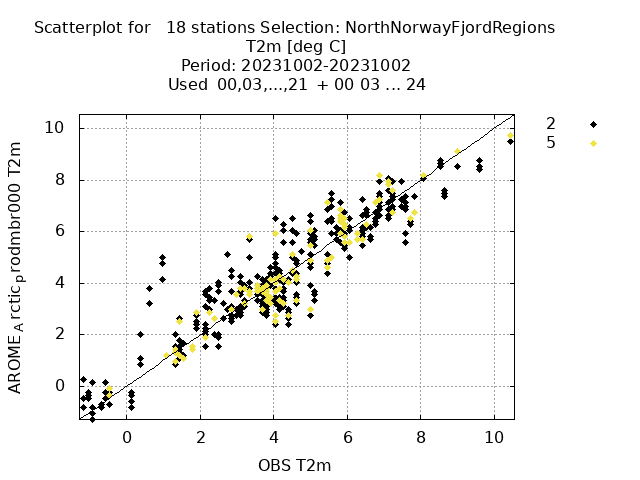 Scatterplot for 18 stations Selection: NorthNorwayFjordRegions
T2m [deg C]
Period: 20231002-20231002
Used 00,03,...,21 + 00 03 ... 24
2
5
AROME_Arctic_prodmbr000 T2m
10
8
6
4
2
0
0 2 4 6 8 10
OBS T2m